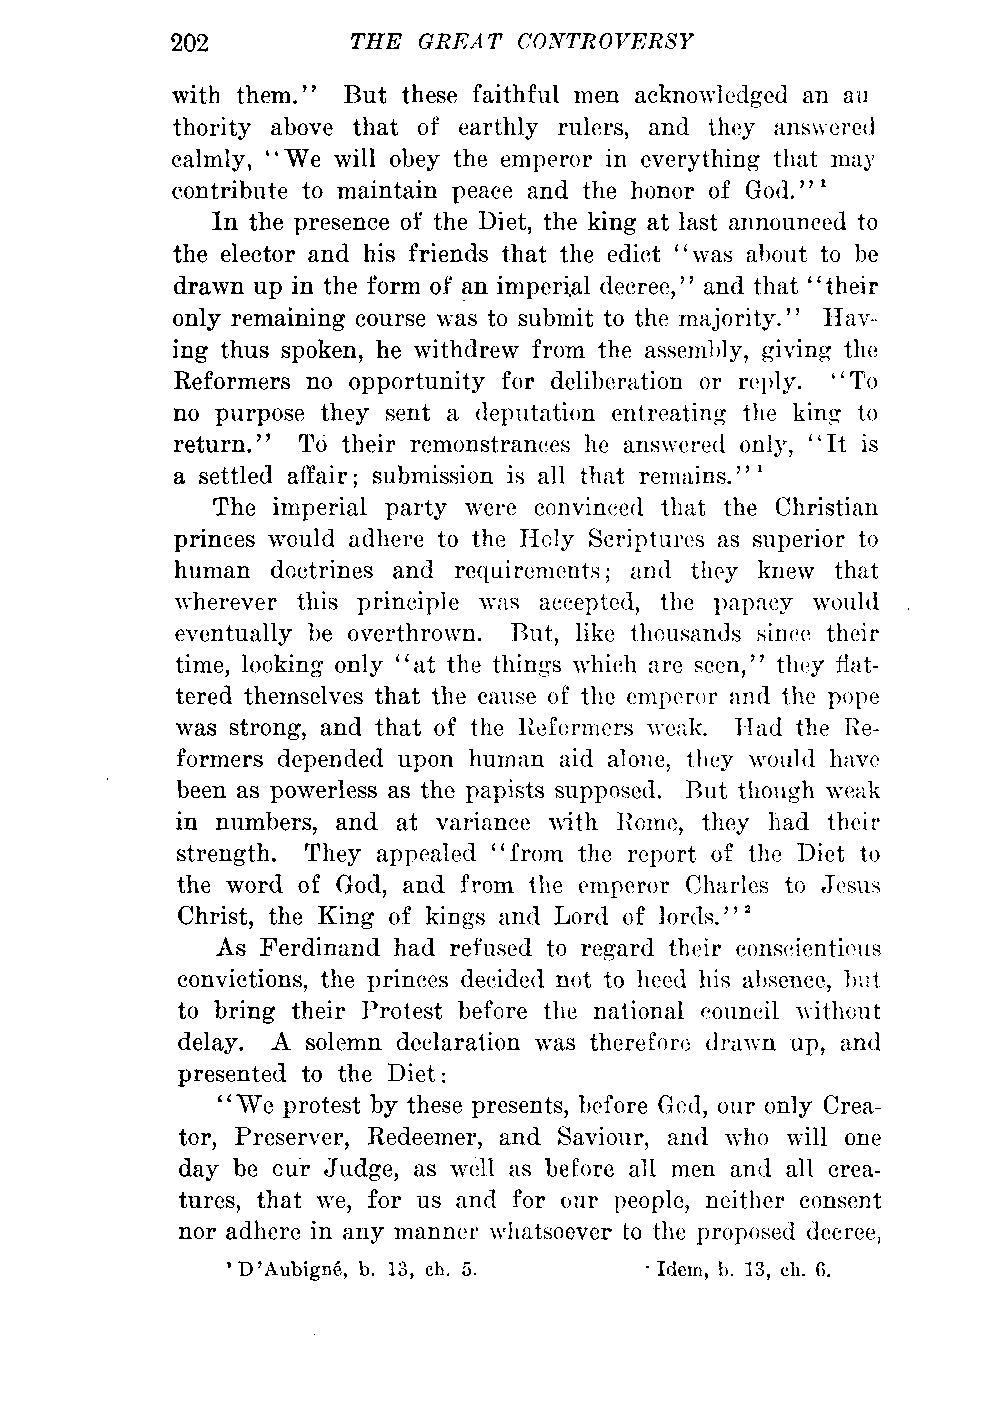 202 THE GREAT CONTROVERSY
with them." But these faithful men acknowledged an au
thority above that of earthly rulers, and they answered
calmly, "We will obey the emperor in everything that may
contribute to maintain peace and the honor of God."¹
In the presence of the Diet, the king at last announced to
the elector and his friends that the edict "was about to be
drawn up in the form of an imperial decree," and that "their
only remaining course was to submit to the majority." Hav-
ing thus spoken, he withdrew from the assembly, giving the
Reformers no opportunity for deliberation or reply. "To
no purpose they sent a deputation entreating the king to
return." To their remonstrances he answered only, "It is
a settled affair; submission is all that remains."¹
The imperial party were convinced that the Christian
princes would adhere to the Holy Scriptures as superior to
human doctrines and requirements; and they knew that
wherever this principle was accepted, the papacy would
eventually be overthrown. But, like thousands since their
time, looking only "at the things which are seen," they flat-
tered themselves that the cause of the emperor and the pope
was strong, and that of the Reformers weak. Had the Re-
formers depended upon human aid alone, they would have
been as powerless as the papists supposed. But though weak
in numbers, and at variance with Rome, they had their
strength. They appealed "from the report of the Diet to
the word of God, and from the emperor Charles to Jesus
Christ, the King of kings and Lord of lords."²
As Ferdinand had refused to regard their conscientious
convictions, the princes decided not to heed his absence, but
to bring their Protest before the national council without
delay. A solemn declaration was therefore drawn up, and
presented to the Diet:
"We protest by these presents, before God, our only Crea-
tor, Preserver, Redeemer, and Saviour, and who will one
day be our Judge, as well as before all men and all crea-
tures, that we, for us and for our people, neither consent
nor adhere in any manner whatsoever to the proposed decree,
¹ D'Aubigné, b. 13, ch. 5. ² Idem, b. 13, ch. 6.